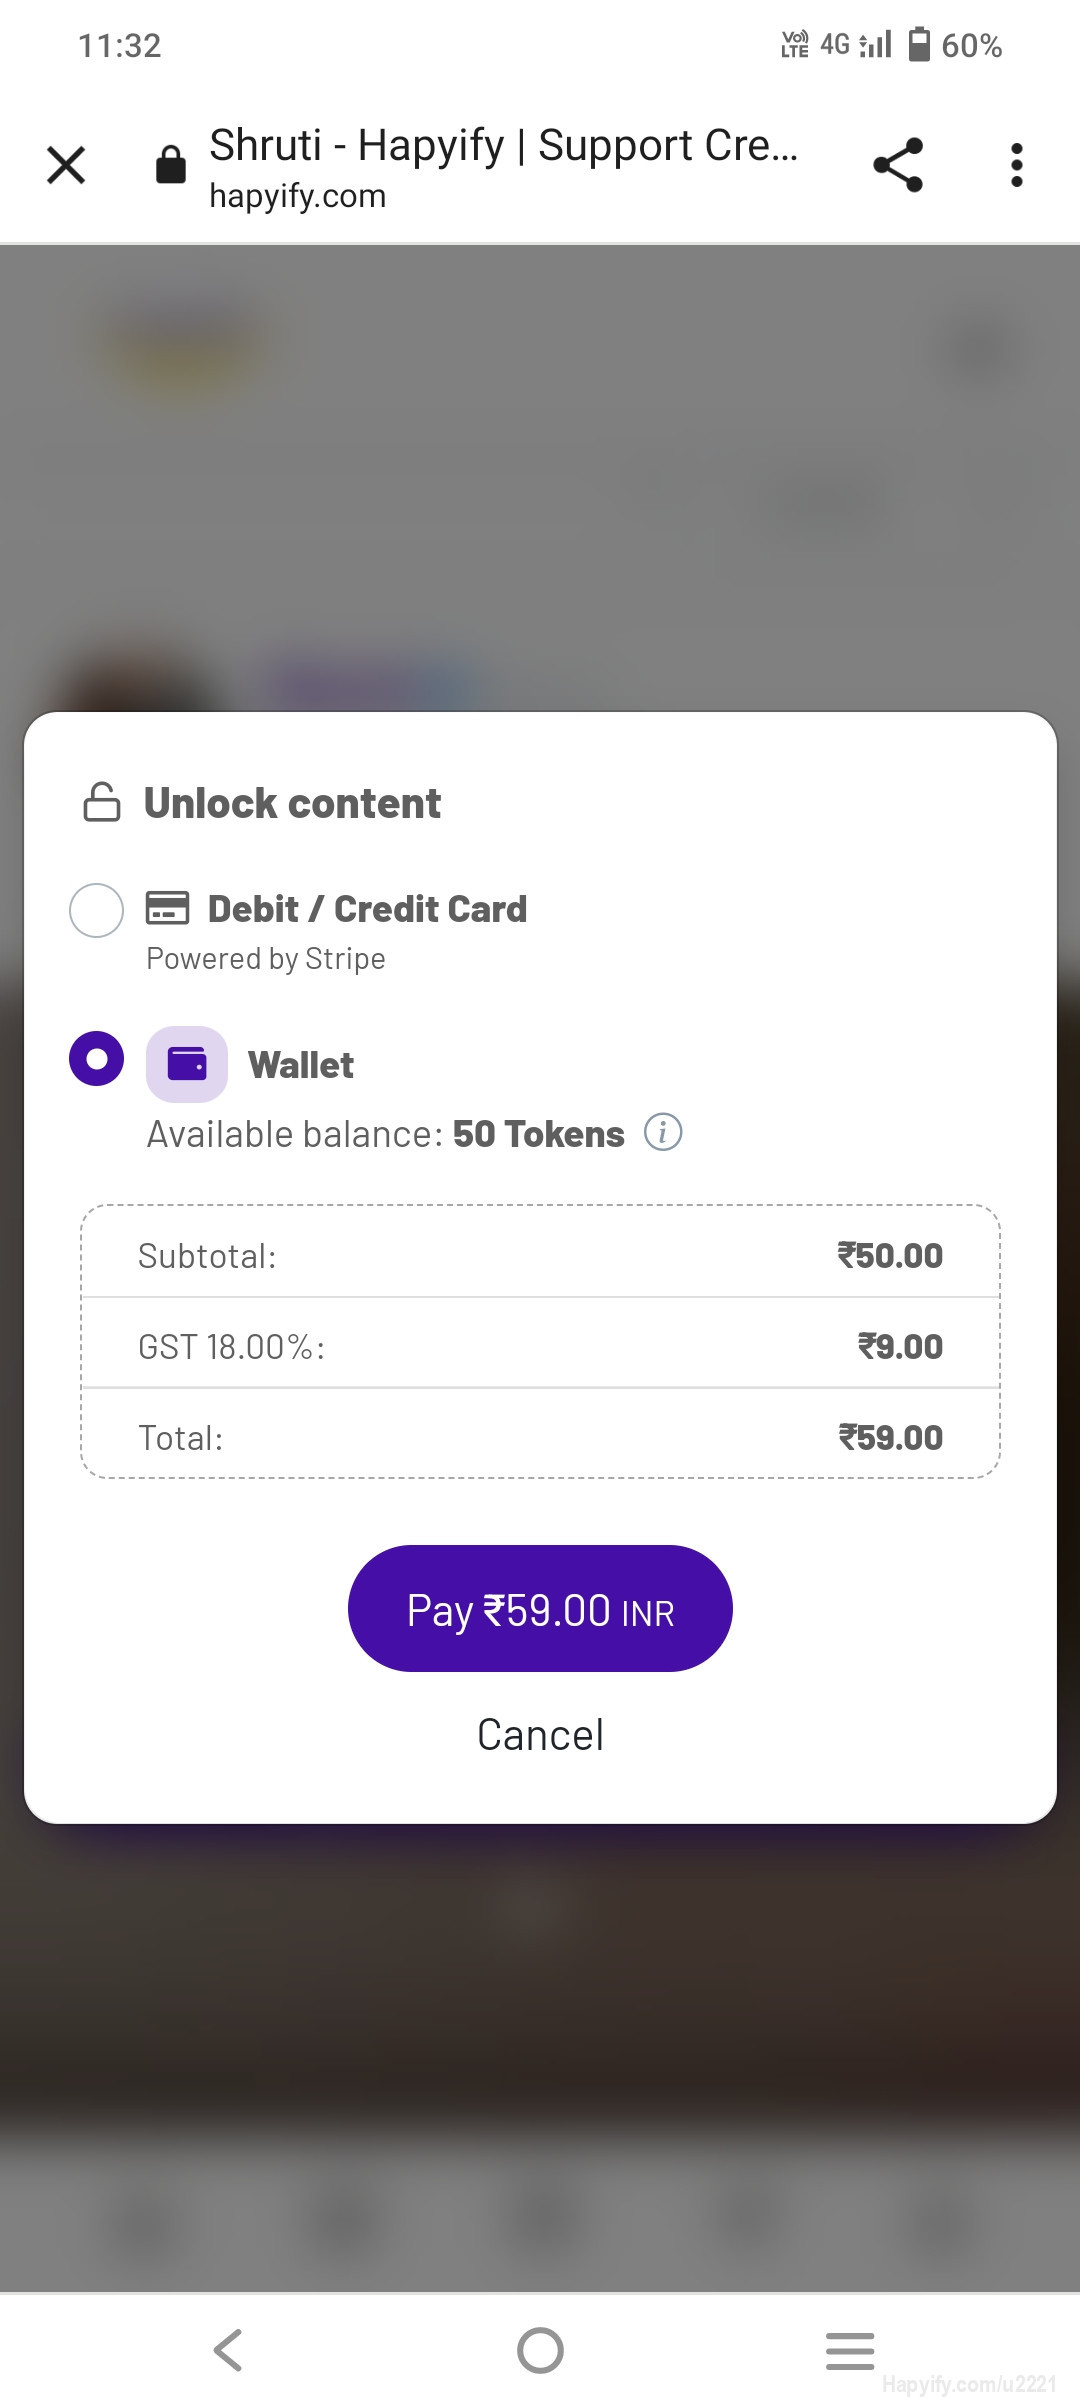 11:32
Vo) LTE 4G 60%
Shruti - Hapyify | Support Cre...
hapyify.com
Unlock content
Debit / Credit Card
Powered by Stripe
Wallet
Available balance: 50 Tokens i
Subtotal: ₹50.00
GST 18.00%: ₹9.00
Total: ₹59.00
Pay ₹59.00 INR
Cancel
Hapyify.com/u2221